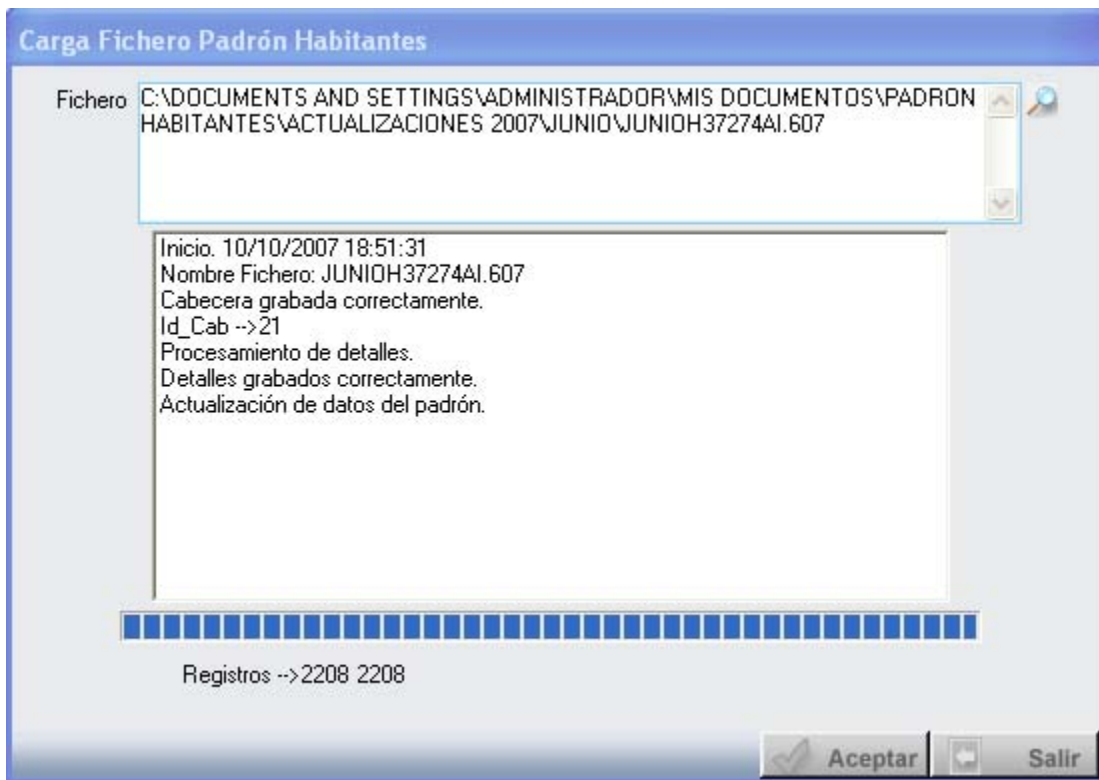 Carga Fichero Padrón Habitantes
Fichero
C:\DOCUMENTS AND SETTINGS\ADMINISTRADOR\MIS DOCUMENTOS\PADRON
HABITANTES\ACTUALIZACIONES 2007\JUNIO\JUNIOH37274AI.607
Inicio. 10/10/2007 18:51:31
Nombre Fichero: JUNIOH37274AI.607
Cabecera grabada correctamente.
Id_Cab -->21
Procesamiento de detalles.
Detalles grabados correctamente.
Actualización de datos del padrón.
Registros -->2208 2208
Aceptar
Salir